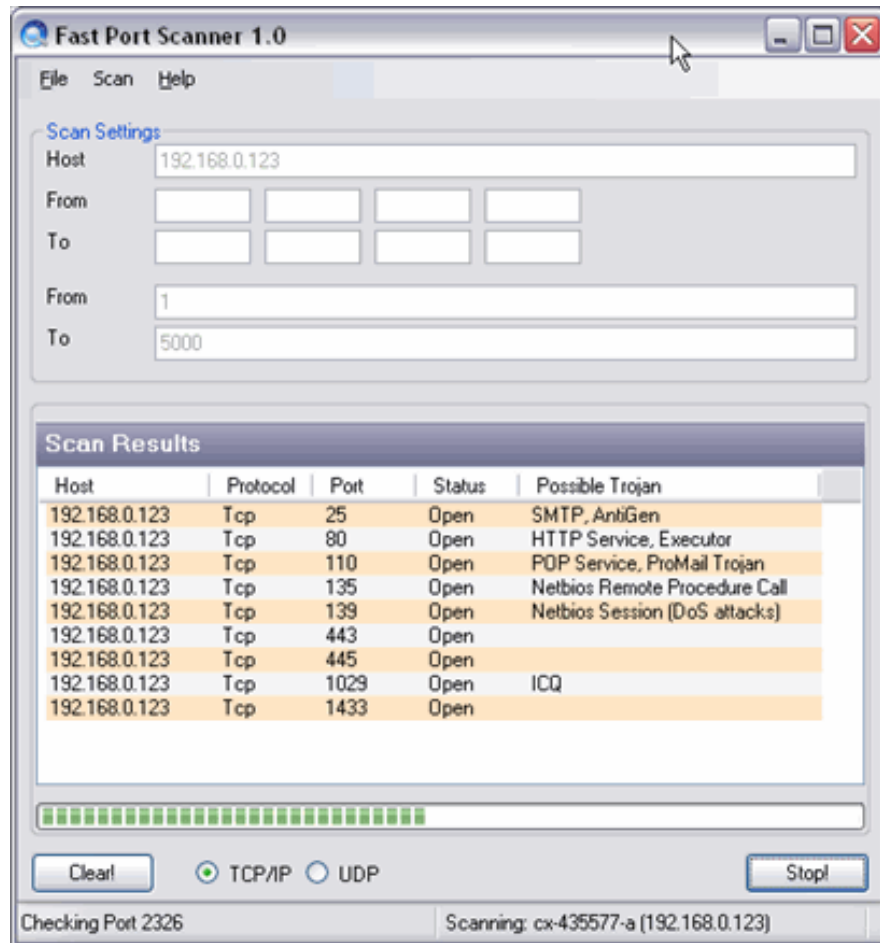 Fast Port Scanner 1.0
File Scan Help
Scan Settings
Host 192.168.0.123
From
To
From 1
To 5000
Scan Results
Host Protocol Port Status Possible Trojan
192.168.0.123 Tcp 25 Open SMTP, AntiGen
192.168.0.123 Tcp 80 Open HTTP Service, Executor
192.168.0.123 Tcp 110 Open POP Service, ProMail Trojan
192.168.0.123 Tcp 135 Open Netbios Remote Procedure Call
192.168.0.123 Tcp 139 Open Netbios Session (DoS attacks)
192.168.0.123 Tcp 443 Open
192.168.0.123 Tcp 445 Open
192.168.0.123 Tcp 1029 Open ICQ
192.168.0.123 Tcp 1433 Open
Clear! TCP/IP UDP Stop!
Checking Port 2326 Scanning: cx-435577-a (192.168.0.123)